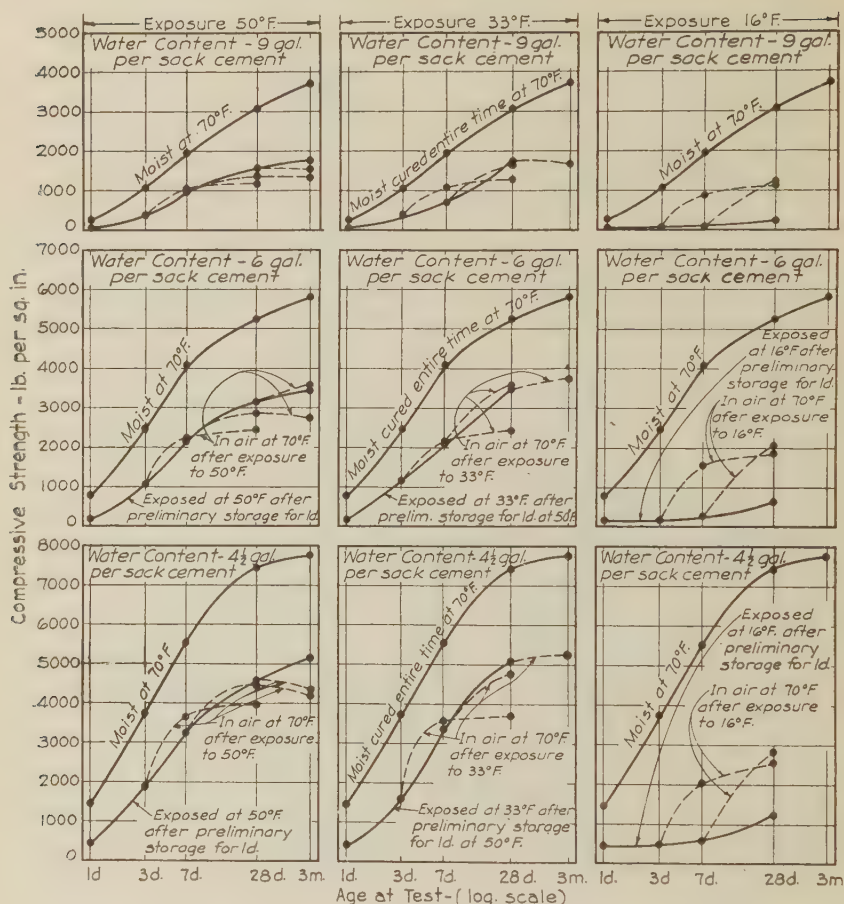 Exposure 50°F.
Exposure 33°F.
Exposure 16°F.
Compressive Strength - lb. per sq. in.
5000
4000
3000
2000
1000
0
Water Content - 9 gal.
per sack cement
Moist at 70°F.
Water Content - 9 gal.
per sack cement
Moist cured entire time at 70°F.
Water Content - 9 gal.
per sack cement
Moist at 70°F.
7000
6000
5000
4000
3000
2000
1000
0
Water Content - 6 gal.
per sack cement
Moist at 70°F.
In air at 70°F.
after exposure
to 50°F.
Exposed at 50°F after
preliminary storage for 1d.
Water Content - 6 gal.
per sack cement
Moist cured entire time at 70°F.
In air at 70°F.
after exposure to
33°F.
Exposed at 33°F. after
prelim. storage for 1d. at 50°F.
Water Content - 6 gal.
per sack cement
Moist at 70°F.
Exposed
at 16°F after
preliminary
storage for 1d.
In air at 70°F
after exposure to
16°F.
8000
7000
6000
5000
4000
3000
2000
1000
0
Water Content - 4½ gal.
per sack cement
Moist at 70°F.
In air at 70°F.
after exposure to
50°F.
Exposed at 50°F.
after preliminary
storage for 1d.
Water Content - 4½ gal.
per sack cement
Moist cured entire time at 70°F.
In air at 70°F.
after exposure
to 33°F.
Exposed at 33°F after
preliminary storage for
1d. at 50°F.
Water Content - 4½ gal.
per sack cement
Moist at 70°F.
Exposed
at 16°F. after
preliminary
storage for 1d.
In air at 70°F
after exposure
to 16°F.
1d. 3d. 7d. 28d. 3m.
1d. 3d. 7d. 28d. 3m.
1d. 3d 7d. 28d. 3m.
Age at Test - (log. scale)